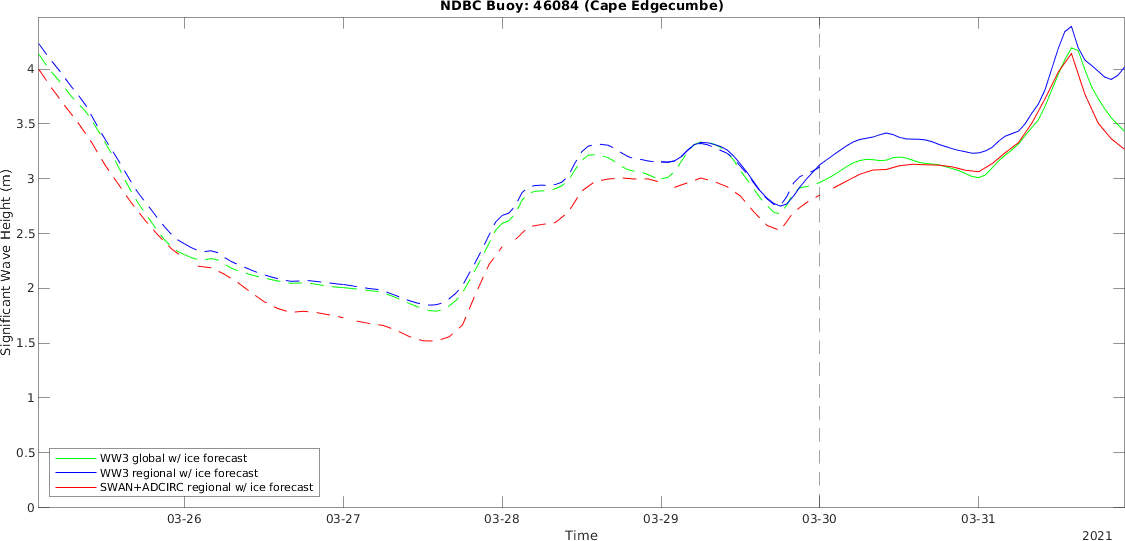 NDBC Buoy: 46084 (Cape Edgecumbe)
Significant Wave Height (m)
4
3.5
3
2.5
2
1.5
1
0.5
0
WW3 global w/ ice forecast
WW3 regional w/ ice forecast
SWAN+ADCIRC regional w/ ice forecast
03-26
03-27
03-28
03-29
03-30
03-31
Time
2021